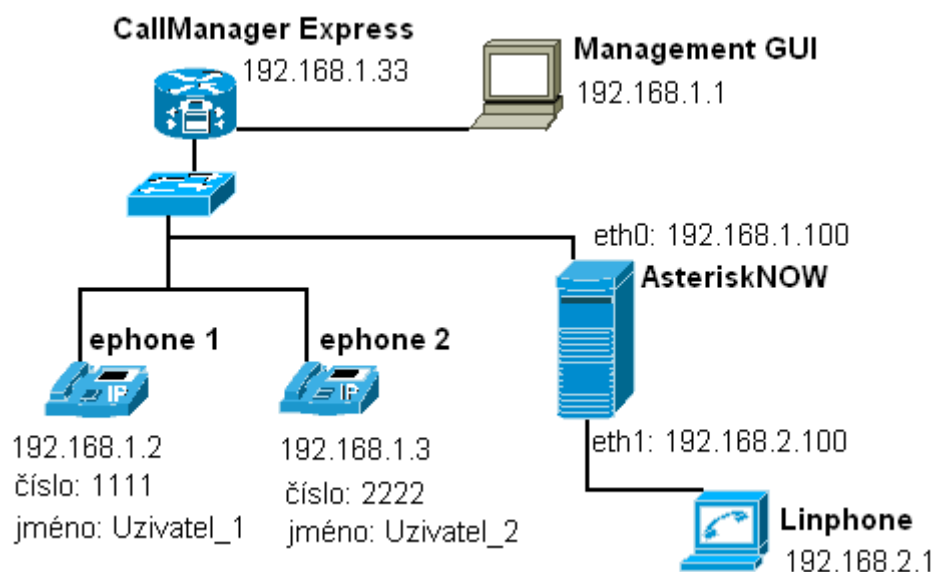 CallManager Express
192.168.1.33
Management GUI
192.168.1.1
eth0: 192.168.1.100
AsteriskNOW
ephone 1
ephone 2
IP
IP
192.168.1.2
číslo: 1111
jméno: Uzivatel_1
192.168.1.3
číslo: 2222
jméno: Uzivatel_2
eth1: 192.168.2.100
Linphone
192.168.2.1